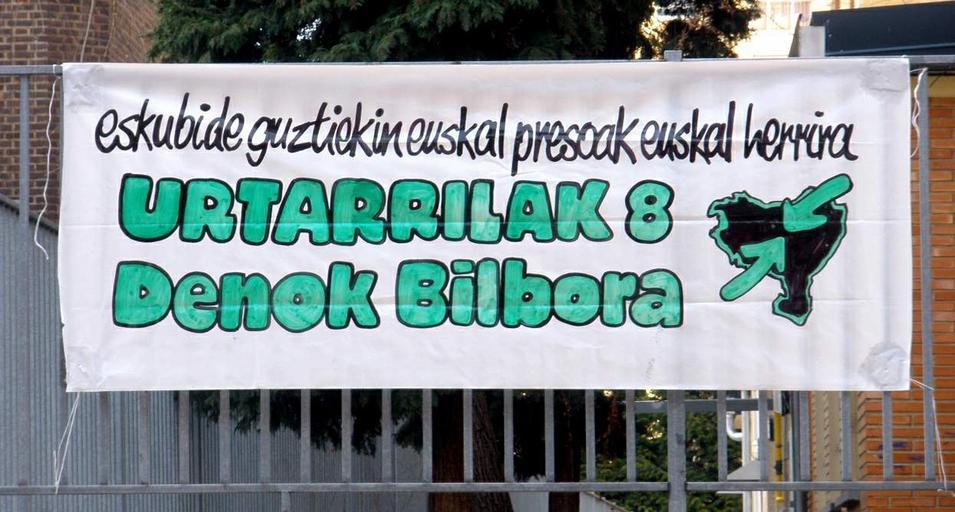 eskubide guztiekin euskal presoak euskal herrira
URTARRILAK 8
Denok Bilbora